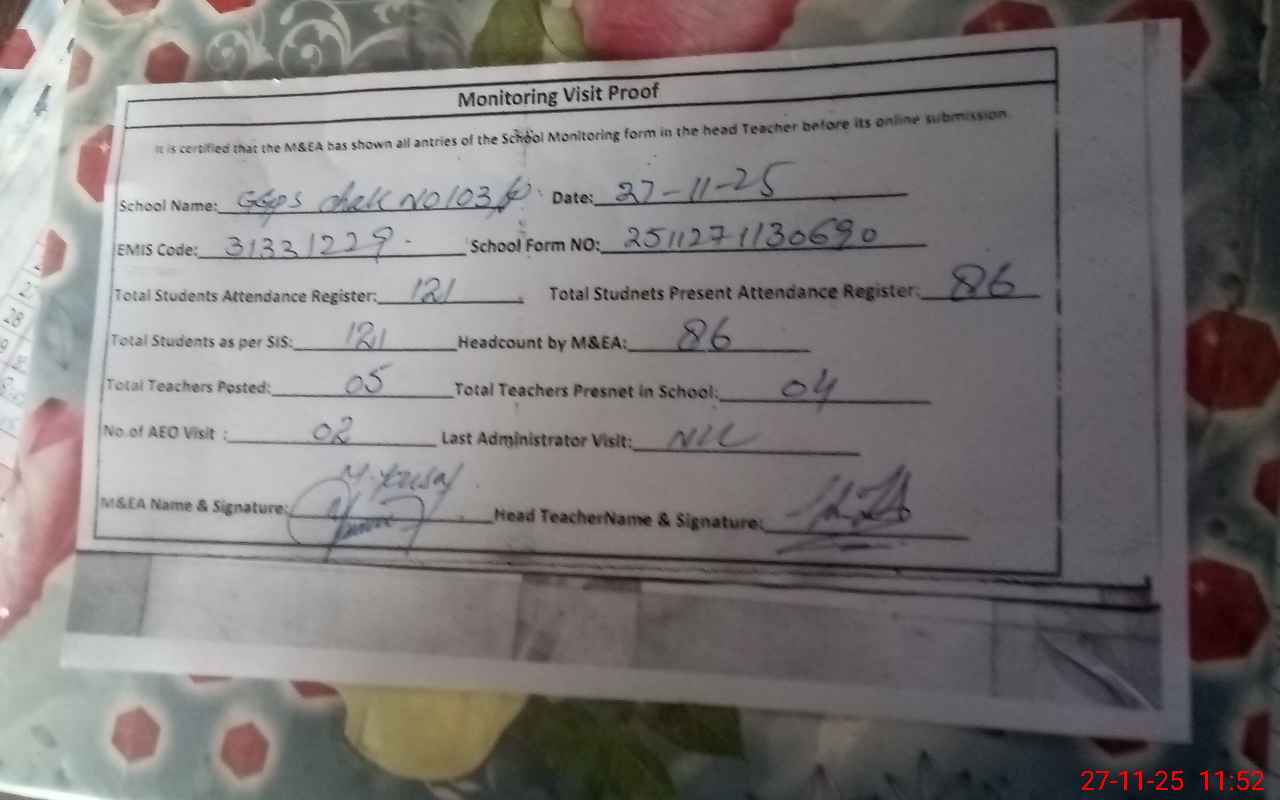 Monitoring Visit Proof
It is certified that the M&EA has shown all antries of the School Monitoring form in the head Teacher before its online submission.
School Name: GGPS chak NO 103 Date: 27-11-25
EMIS Code: 31331229 School Form NO: 2511271130690
Total Students Attendance Register: 121 Total Studnets Present Attendance Register: 86
Total Students as per SIS: 121 Headcount by M&EA: 86
Total Teachers Posted: 05 Total Teachers Presnet in School: 04
No.of AEO Visit : 02 Last Administrator Visit: NIL
M&EA Name & Signature: Head TeacherName & Signature:
27-11-25 11:52